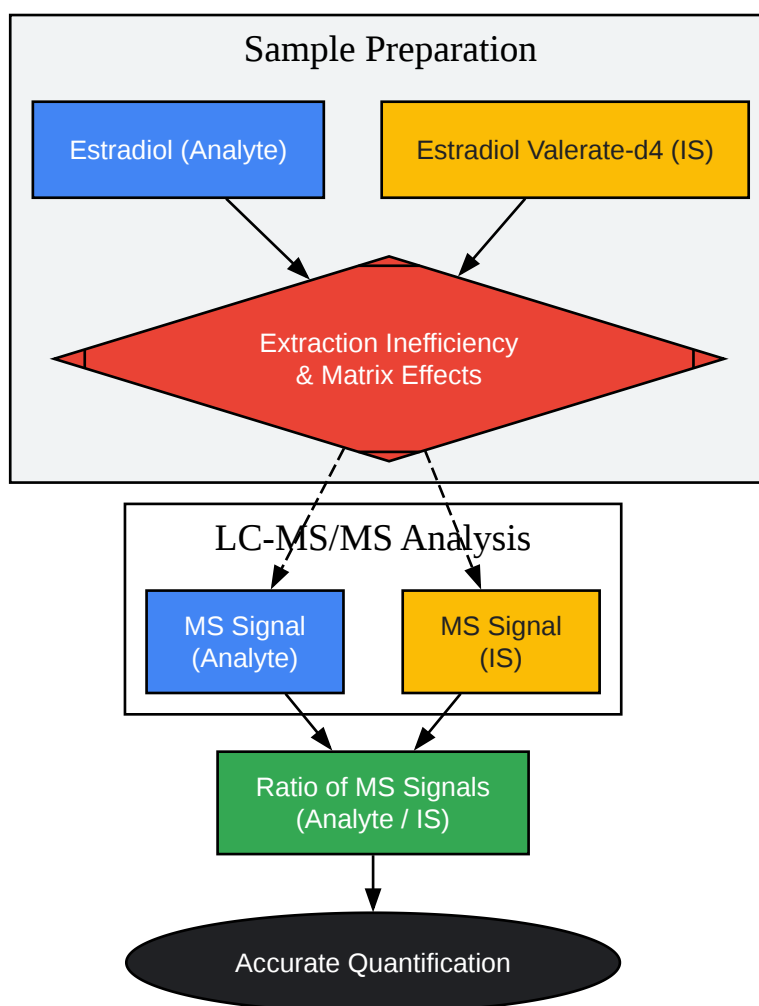 Sample Preparation
Estradiol (Analyte)
Estradiol Valerate-d4 (IS)
Extraction Inefficiency
& Matrix Effects
LC-MS/MS Analysis
MS Signal
(Analyte)
MS Signal
(IS)
Ratio of MS Signals
(Analyte / IS)
Accurate Quantification